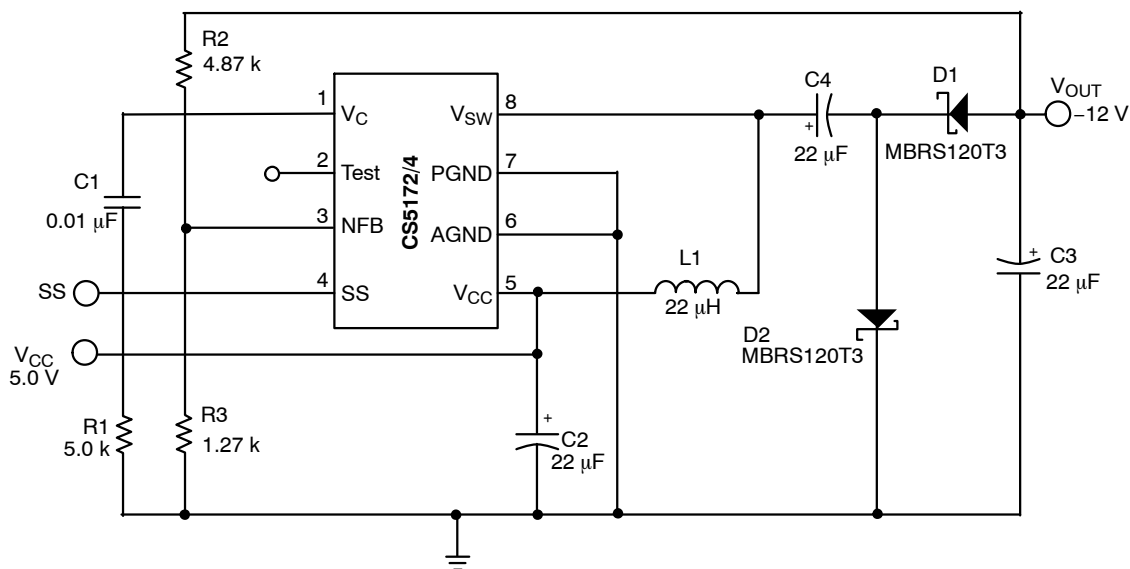 R2
4.87 k
C4
D1
V_OUT
−12 V
1
V_C
V_SW
8
+
22 μF
MBRS120T3
2
Test
PGND
7
C1
0.01 μF
3
NFB
AGND
6
CS5172/4
+
C3
22 μF
L1
SS
4
SS
V_CC
5
22 μH
D2
MBRS120T3
V_CC
5.0 V
R1
5.0 k
R3
1.27 k
+
C2
22 μF